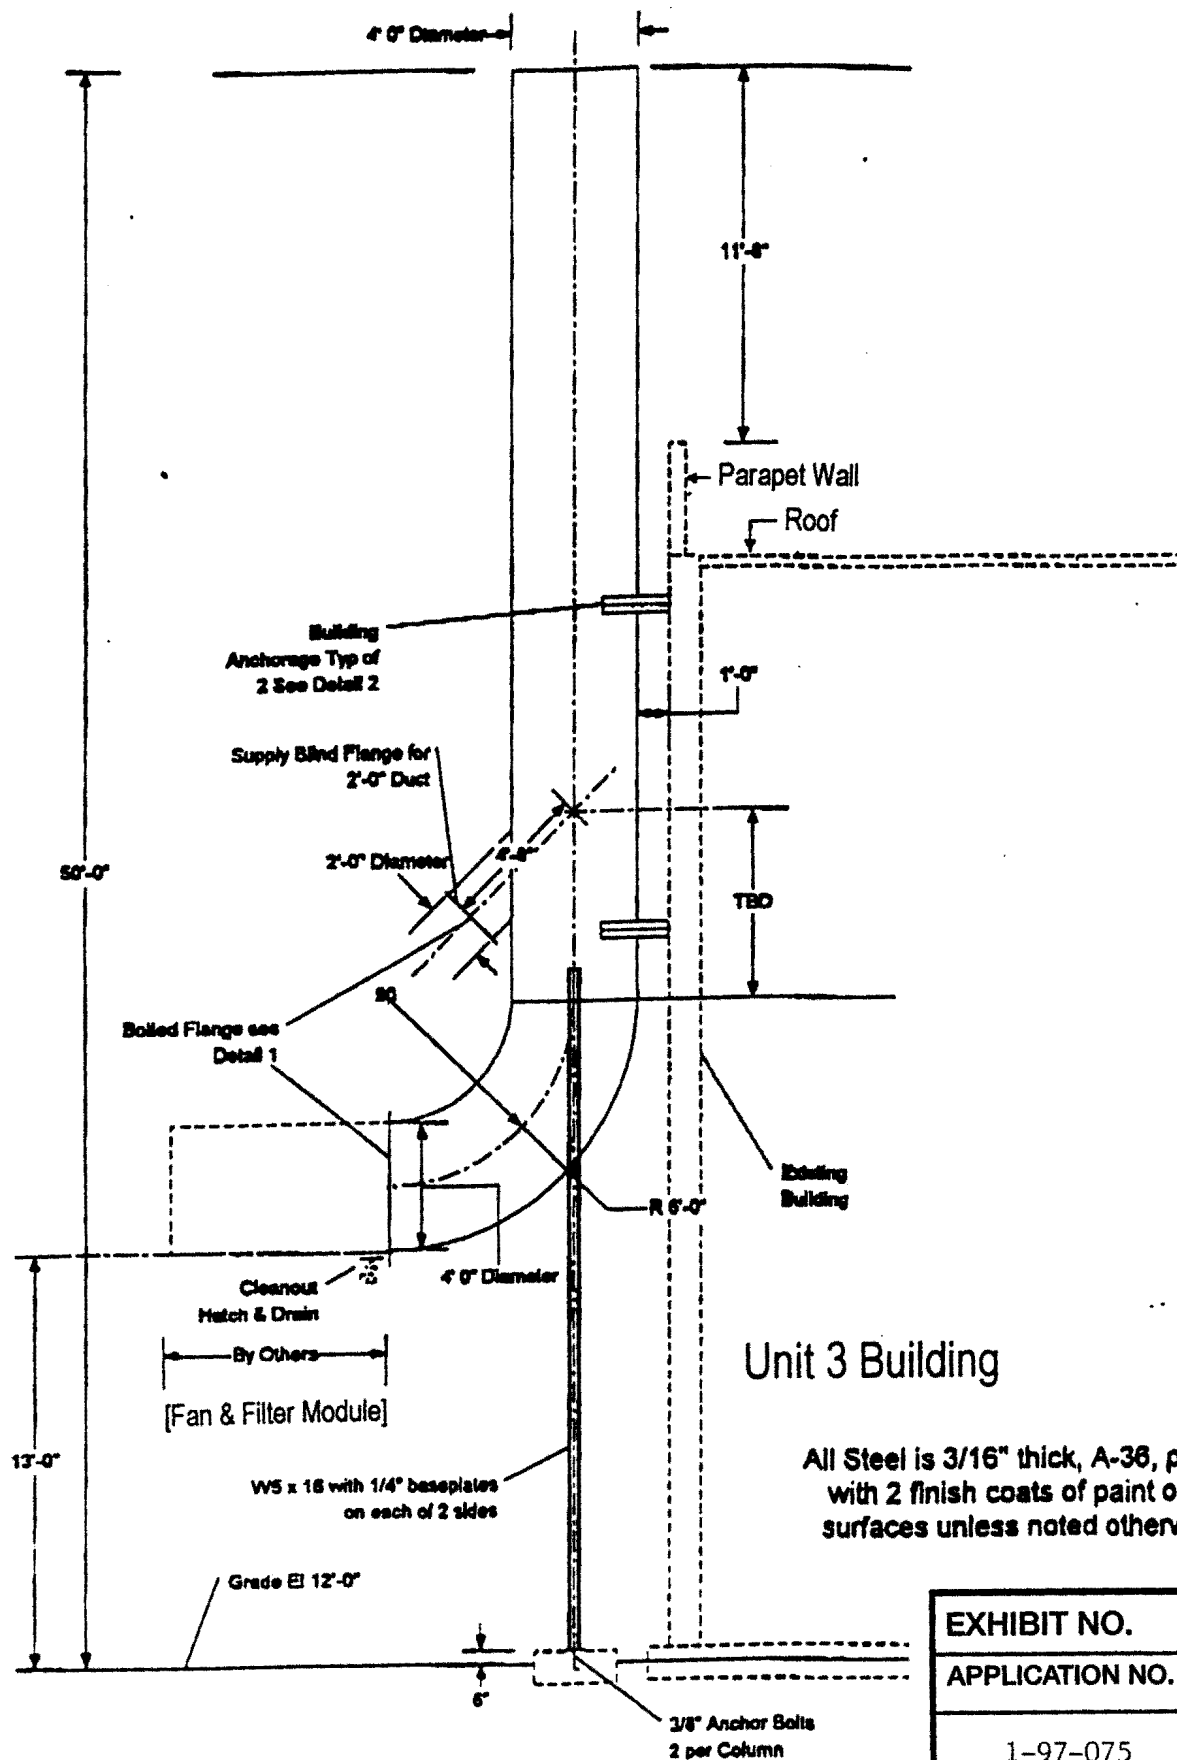 4' 0" Diameter
11'-8"
Parapet Wall
Roof
Building
Anchorage Typ of
2 See Detail 2
1'-0"
Supply Blind Flange for
2'-0" Duct
2'-0" Diameter
4'-8"
50'-0"
TBD
90
Bolted Flange see
Detail 1
Existing
Building
R 6'-0"
4' 0" Diameter
Cleanout
Hatch & Drain
By Others
[Fan & Filter Module]
Unit 3 Building
13'-0"
W5 x 16 with 1/4" baseplates
on each of 2 sides
All Steel is 3/16" thick, A-36, p
with 2 finish coats of paint o
surfaces unless noted otherw
Grade El 12'-0"
6"
3/8" Anchor Bolts
2 per Column
EXHIBIT NO.
APPLICATION NO.
1-97-075